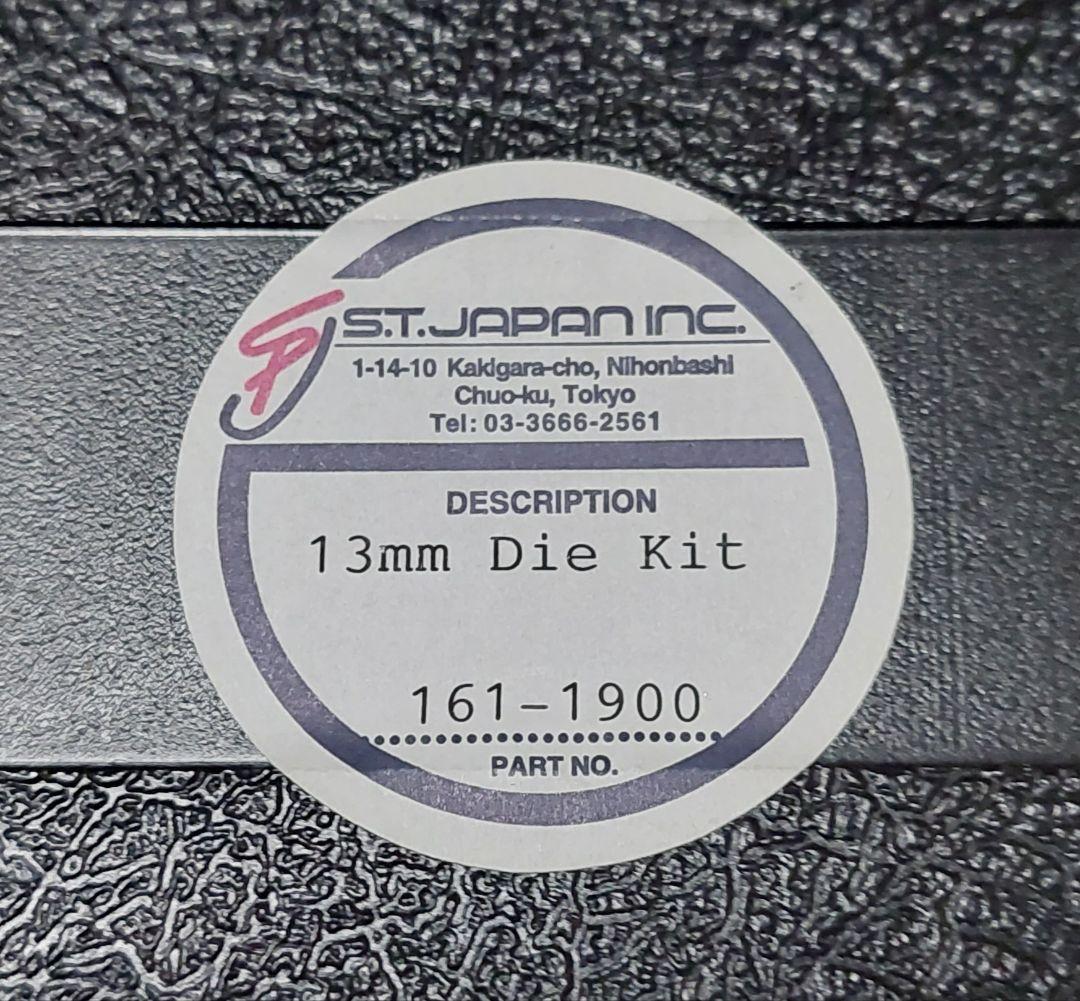 S.T.JAPAN INC.
1-14-10 Kakigara-cho, Nihonbashi
Chuo-ku, Tokyo
Tel: 03-3666-2561
DESCRIPTION
13mm Die Kit
161-1900
PART NO.